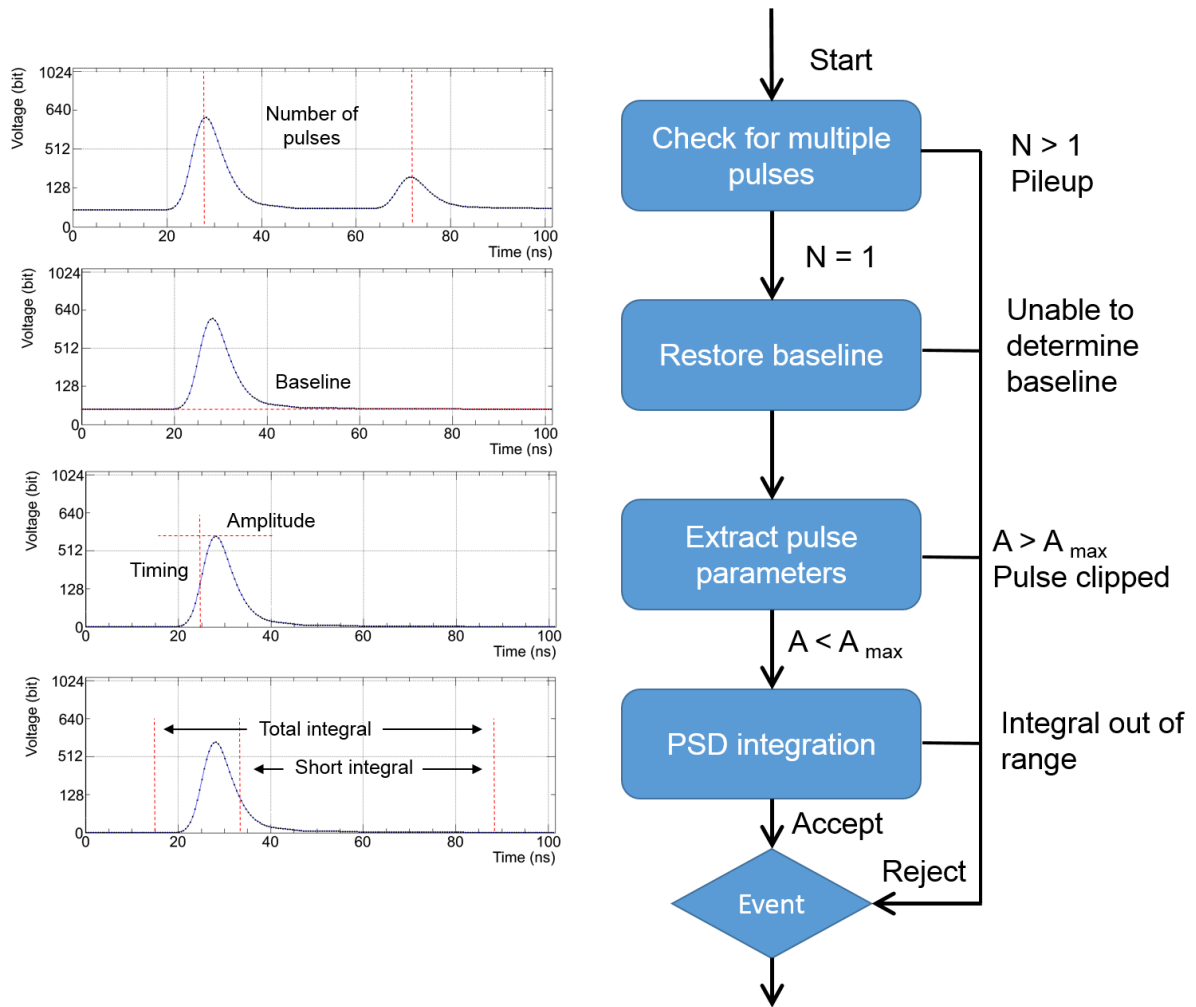 Voltage (bit)
1024
640
512
128
0
Number of
pulses
0 20 40 60 80 100
Time (ns)
Voltage (bit)
1024
640
512
128
0
Baseline
0 20 40 60 80 100
Time (ns)
Voltage (bit)
1024
640
512
128
0
Amplitude
Timing
0 20 40 60 80 100
Time (ns)
Voltage (bit)
1024
640
512
128
0
Total integral
Short integral
0 20 40 60 80 100
Time (ns)
Start
Check for multiple
pulses
N > 1
Pileup
N = 1
Restore baseline
Unable to
determine
baseline
Extract pulse
parameters
A > A max
Pulse clipped
A < A max
PSD integration
Integral out of
range
Accept
Reject
Event